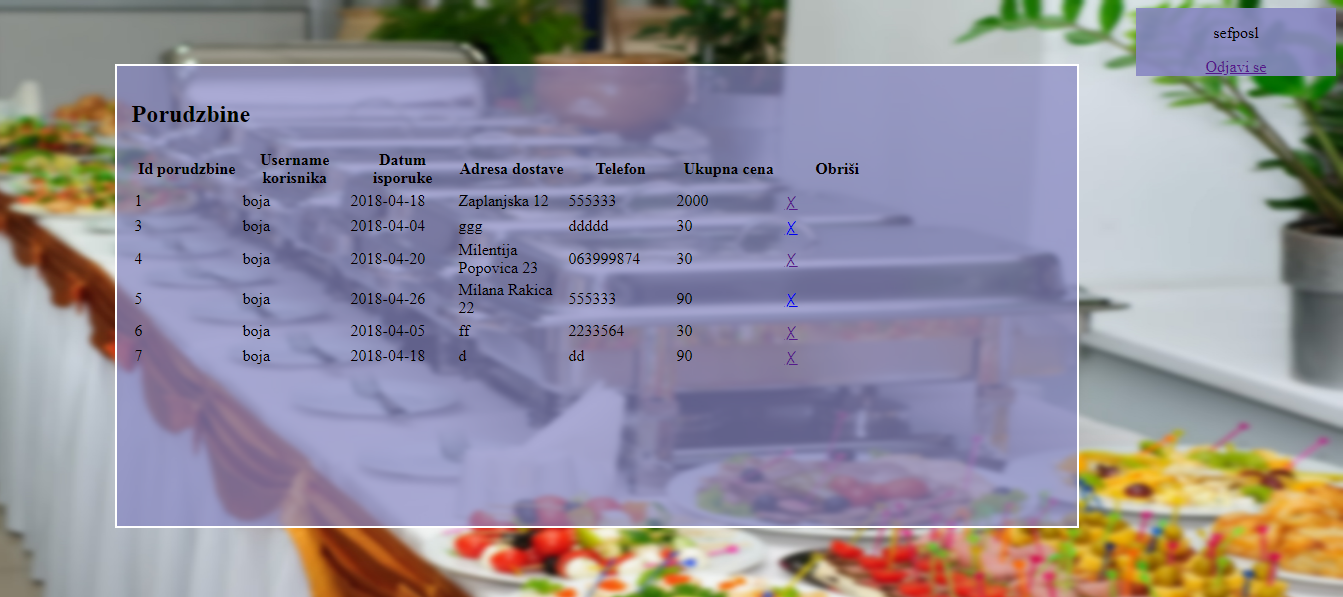 sefposl
Odjavi se
Porudzbine
Id porudzbine Username korisnika Datum isporuke Adresa dostave Telefon Ukupna cena Obriši
1 boja 2018-04-18 Zaplanjska 12 555333 2000 X
3 boja 2018-04-04 ggg ddddd 30 X
4 boja 2018-04-20 Milentija Popovica 23 063999874 30 X
5 boja 2018-04-26 Milana Rakica 22 555333 90 X
6 boja 2018-04-05 ff 2233564 30 X
7 boja 2018-04-18 d dd 90 X